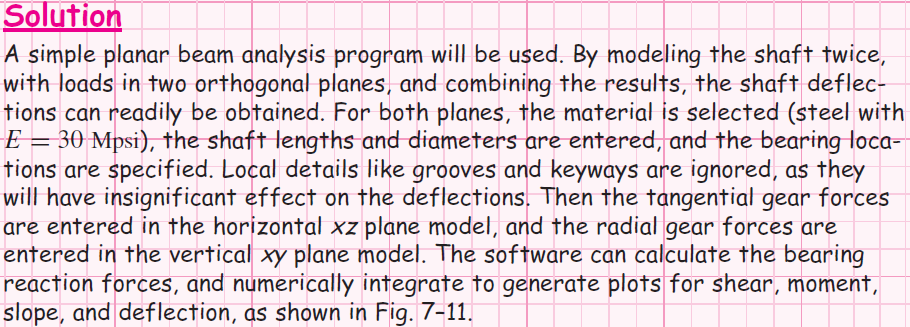 Solution
A simple planar beam analysis program will be used. By modeling the shaft twice,
with loads in two orthogonal planes, and combining the results, the shaft deflec-
tions can readily be obtained. For both planes, the material is selected (steel with
E = 30 Mpsi), the shaft lengths and diameters are entered, and the bearing loca-
tions are specified. Local details like grooves and keyways are ignored, as they
will have insignificant effect on the deflections. Then the tangential gear forces
are entered in the horizontal xz plane model, and the radial gear forces are
entered in the vertical xy plane model. The software can calculate the bearing
reaction forces, and numerically integrate to generate plots for shear, moment,
slope, and deflection, as shown in Fig. 7–11.